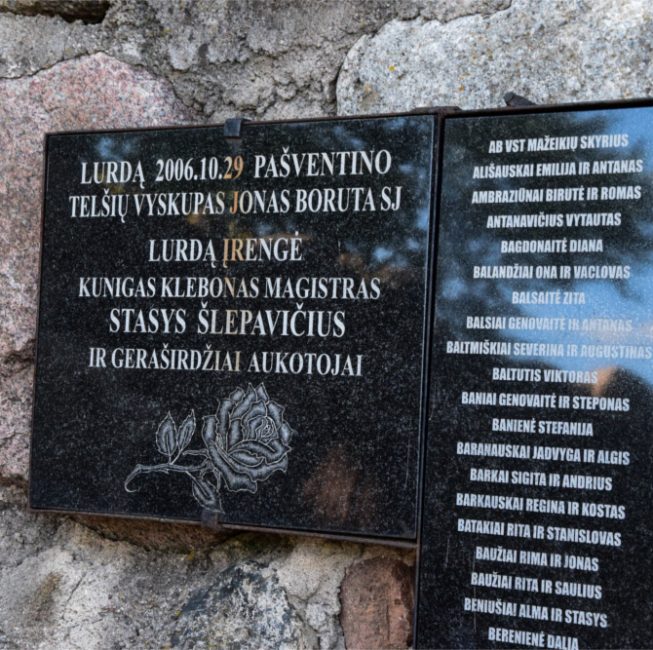 LURDĄ 2006.10.29 PAŠVENTINO
TELŠIŲ VYSKUPAS JONAS BORUTA SJ
LURDĄ ĮRENGĖ
KUNIGAS KLEBONAS MAGISTRAS
STASYS ŠLEPAVIČIUS
IR GERAŠIRDŽIAI AUKOTOJAI
AB VST MAŽEIKIŲ SKYRIUS
ALIŠAUSKAI EMILIJA IR ANTANAS
AMBRAZIŪNAI BIRUTĖ IR ROMAS
ANTANAVIČIUS VYTAUTAS
BAGDONAITĖ DIANA
BALANDŽIAI ONA IR VACLOVAS
BALSAITĖ ZITA
BALSIAI GENOVAITĖ IR ANTANAS
BALTMIŠKIAI SEVERINA IR AUGUSTINAS
BALTUTIS VIKTORAS
BANIAI GENOVAITĖ IR STEPONAS
BANIENĖ STEFANIJA
BARANAUSKAI JADVYGA IR ALGIS
BARKAI SIGITA IR ANDRIUS
BARKAUSKAI REGINA IR KOSTAS
BATAKIAI RITA IR STANISLOVAS
BAUŽIAI RIMA IR JONAS
BAUŽIAI RITA IR SAULIUS
BENIUŠIAI ALMA IR STASYS
BERENIENĖ DALIA